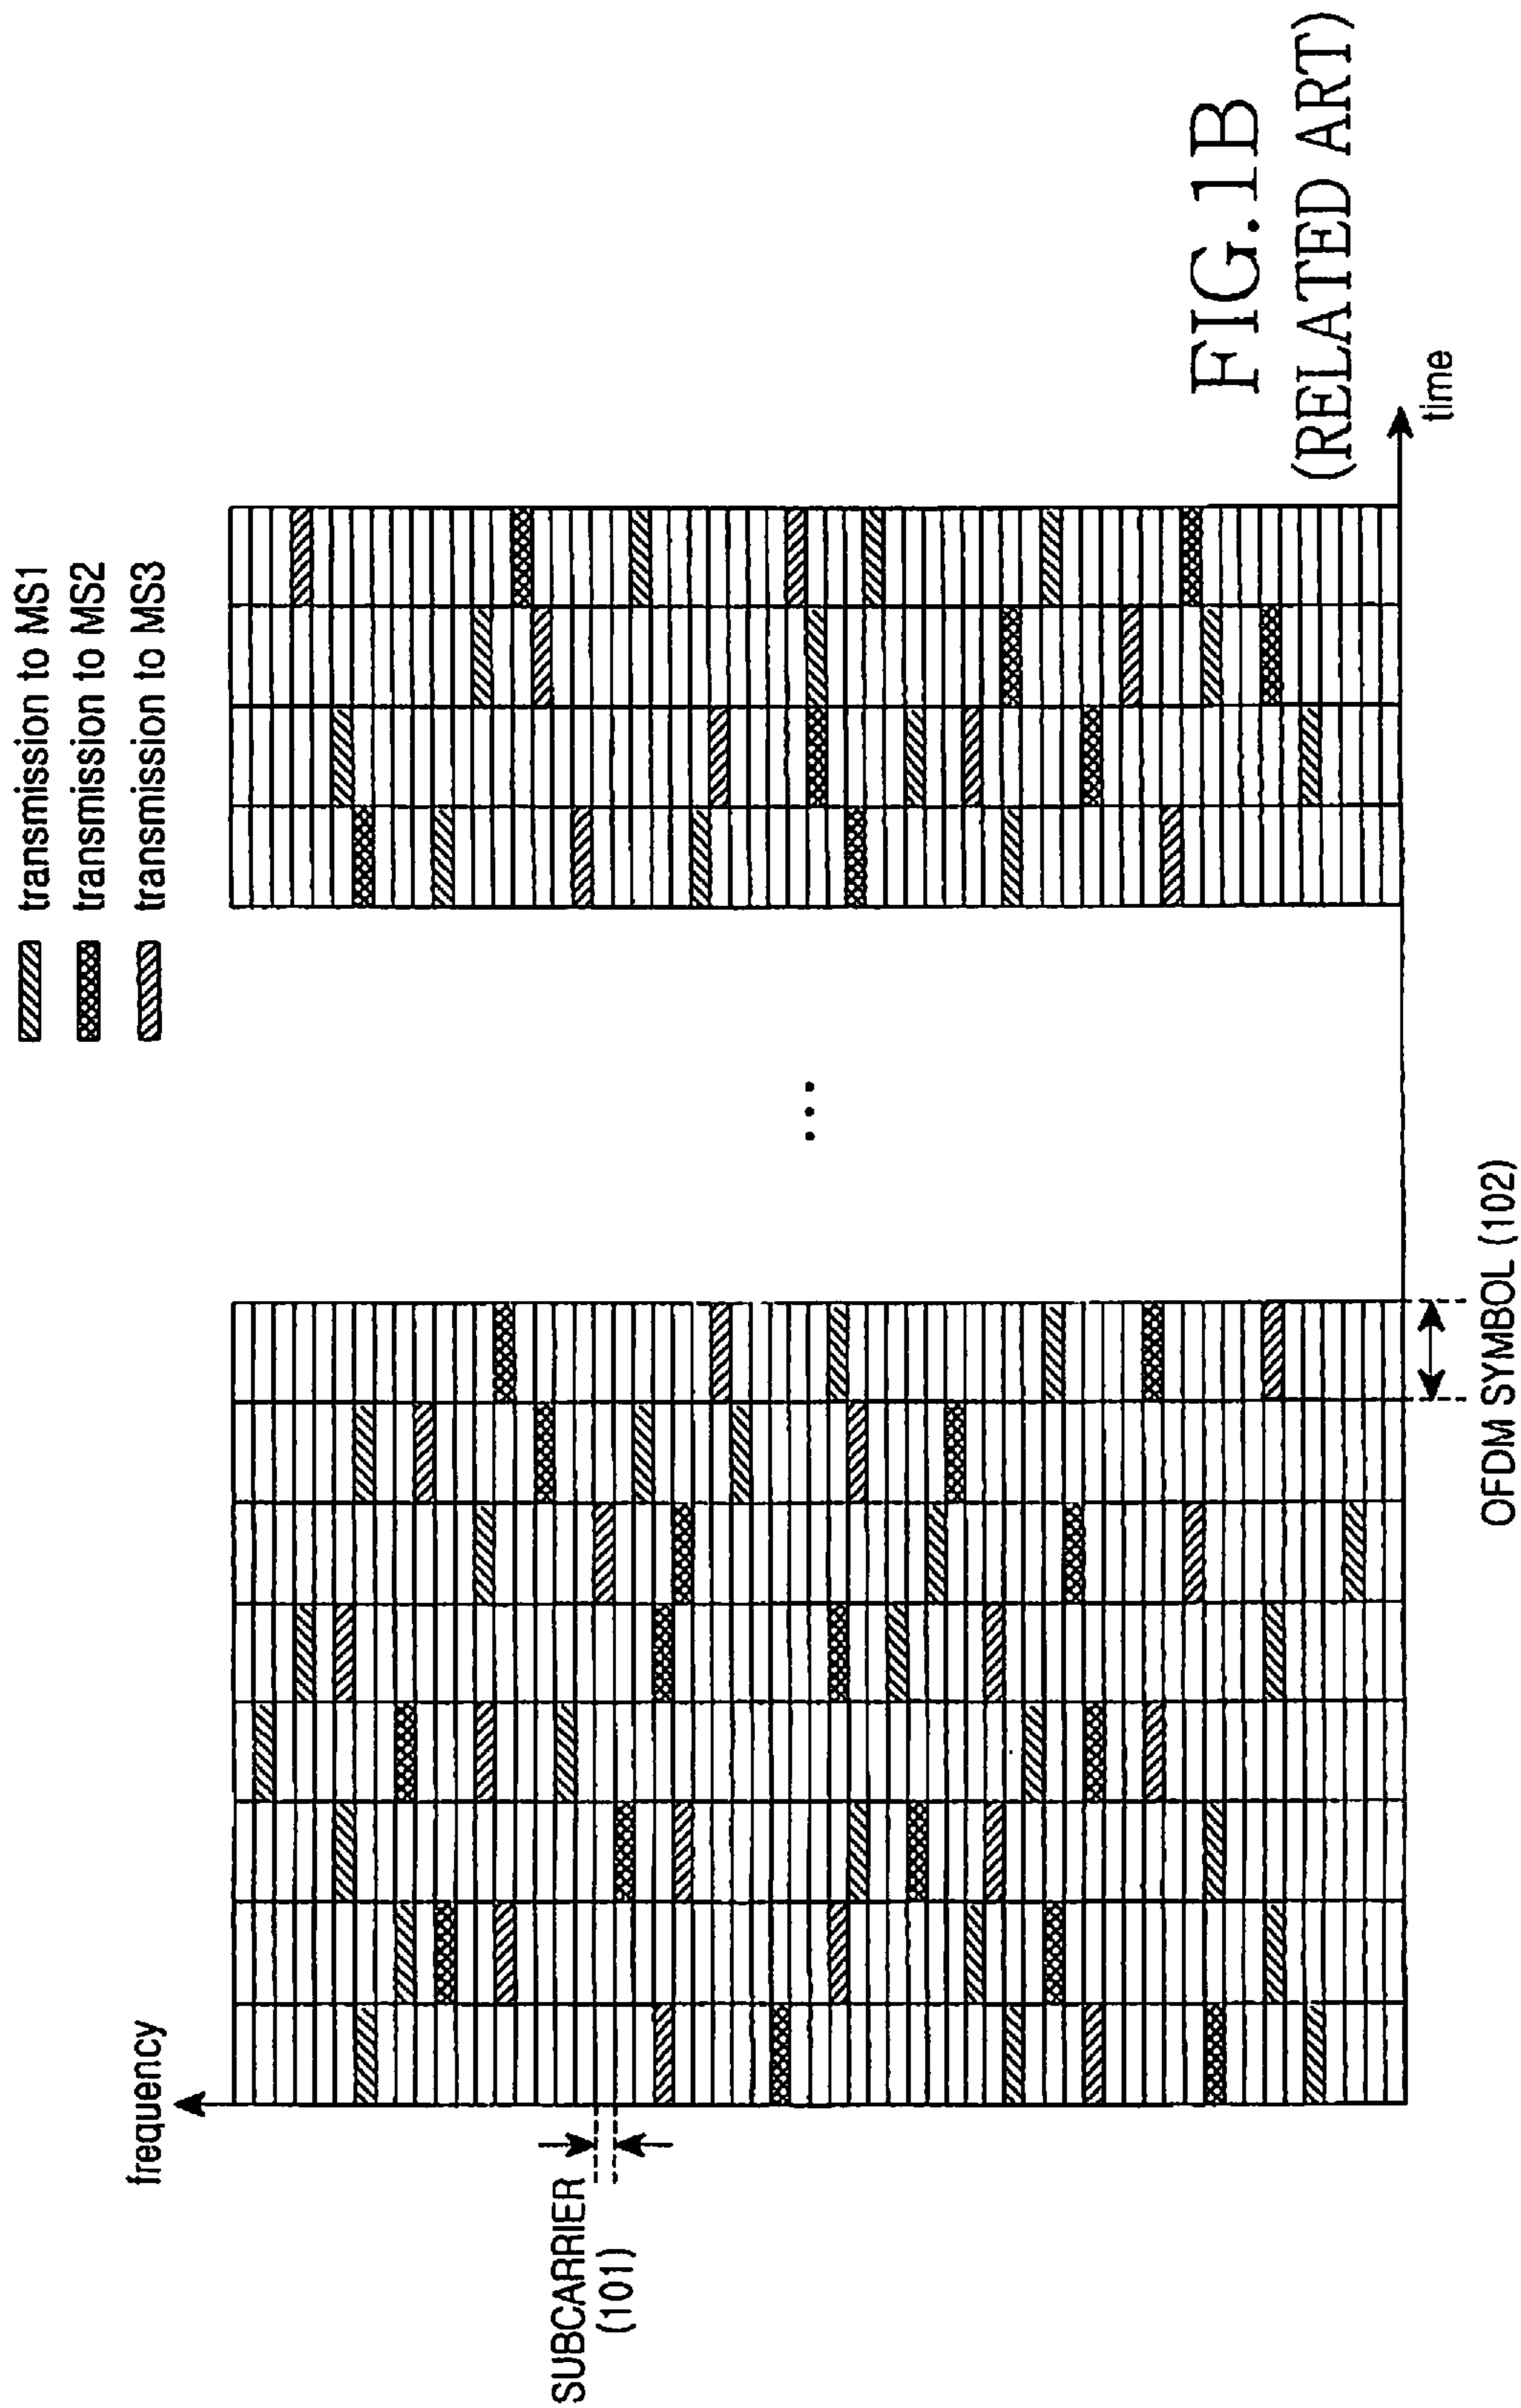 transmission to MS1
transmission to MS2
transmission to MS3
frequency
SUBCARRIER
(101)
...
OFDM SYMBOL (102)
time
FIG.1B
(RELATED ART)